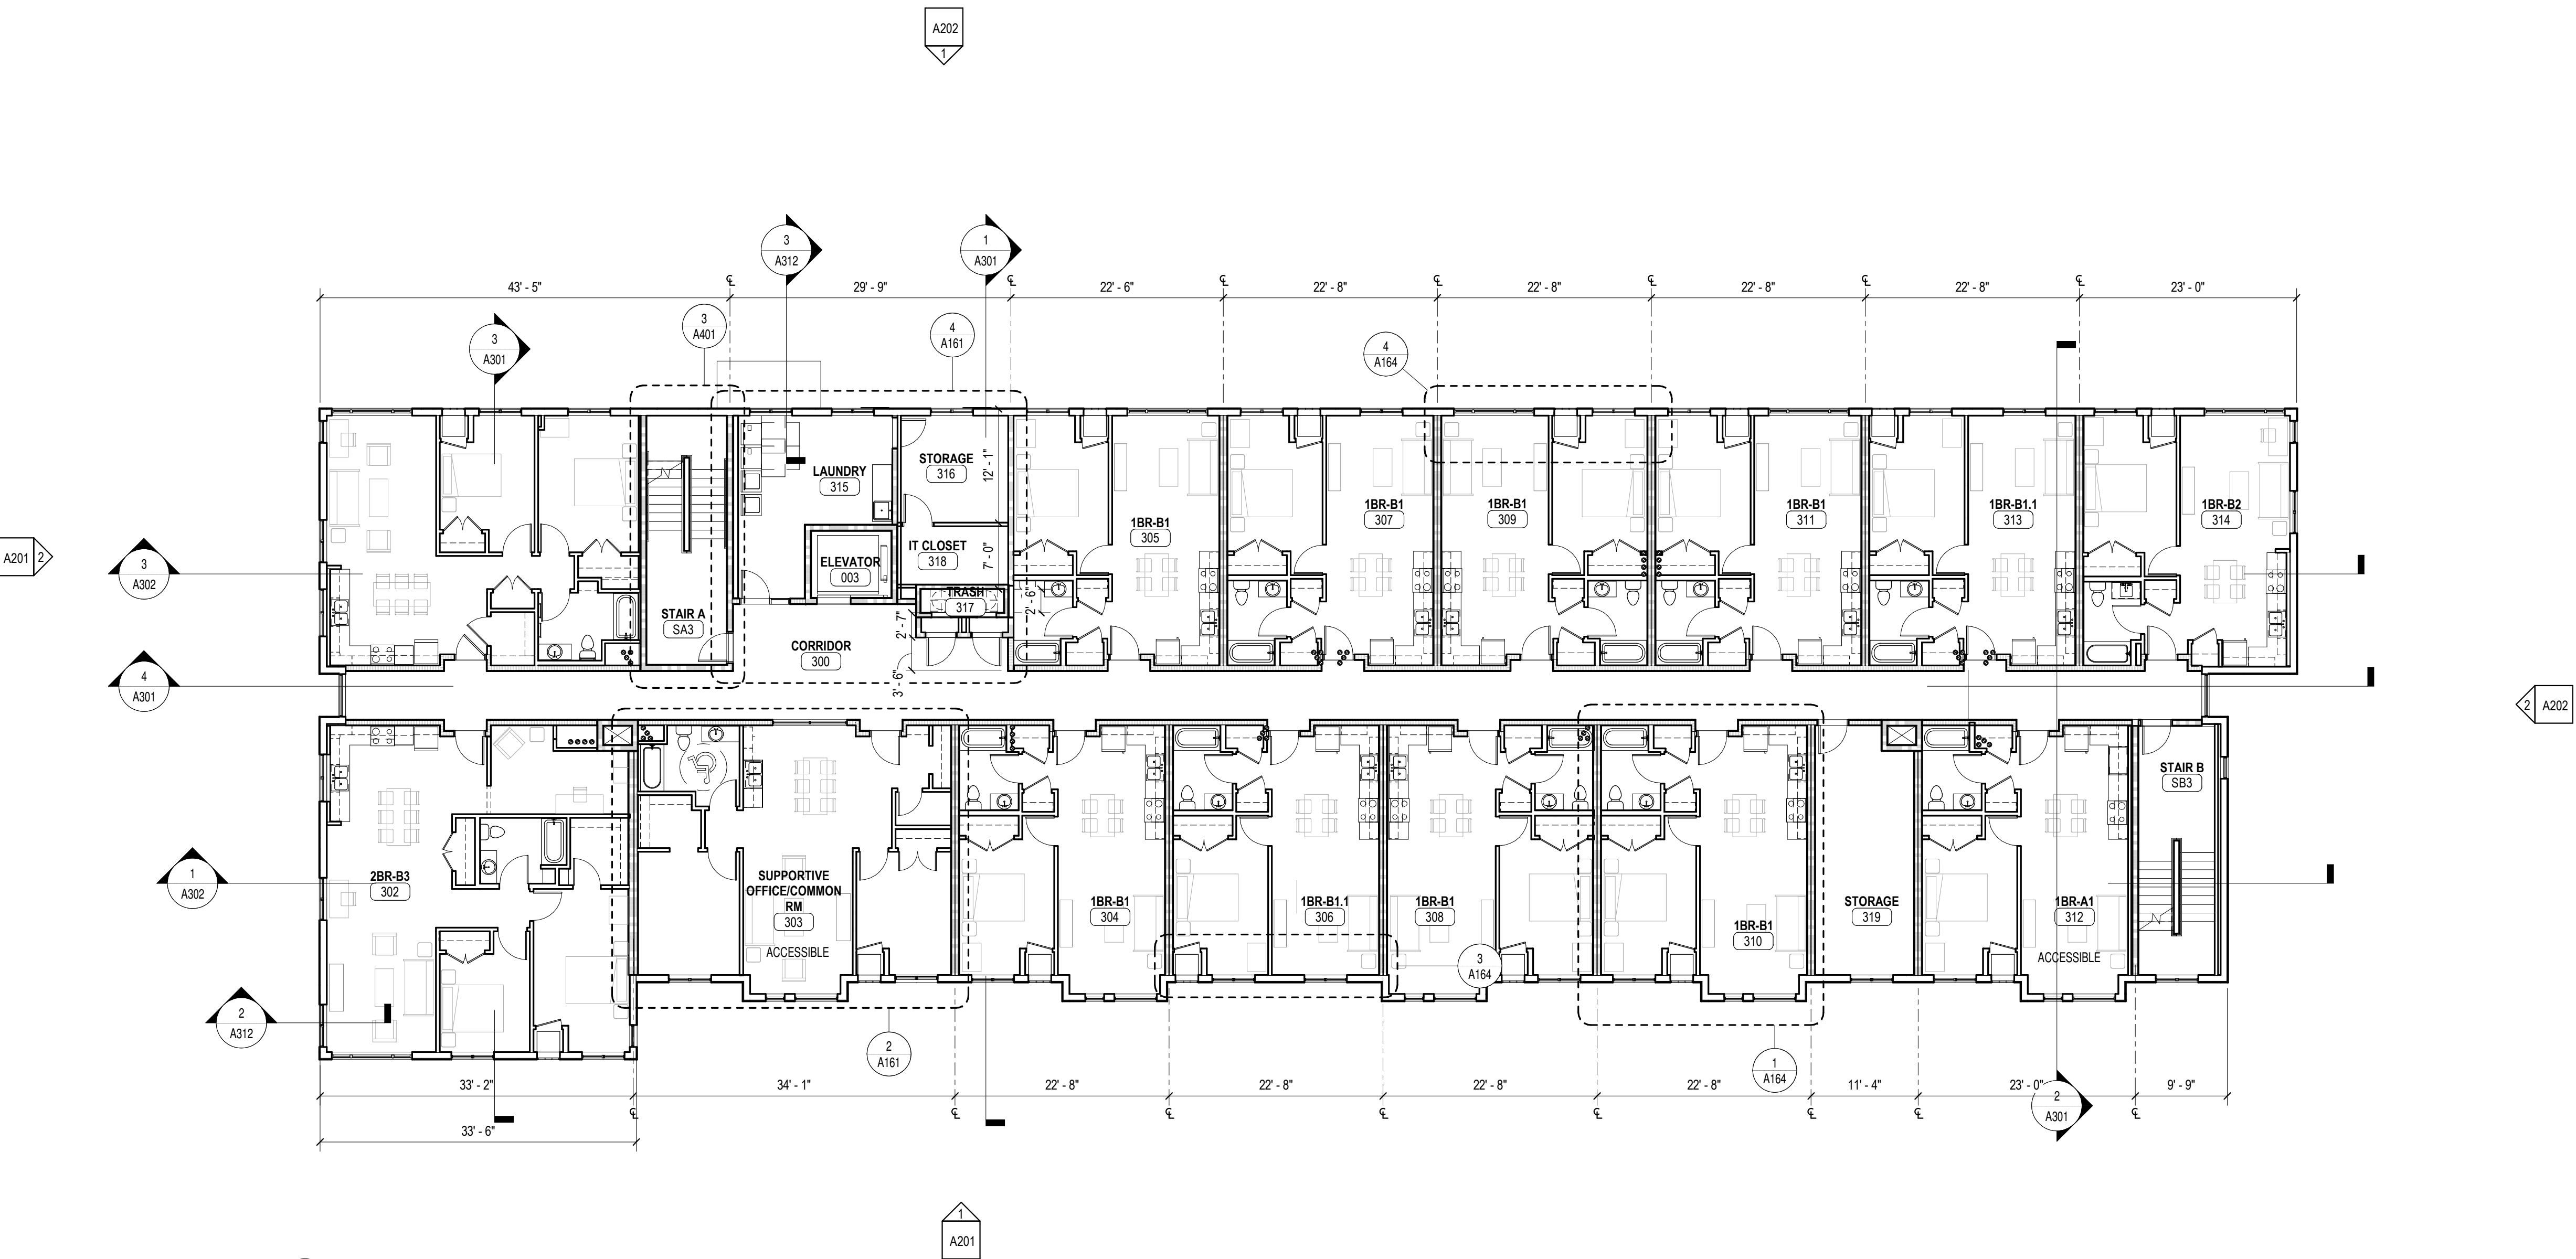 A202
1
3
A312
1
A301
43' - 5"
29' - 9"
22' - 6"
22' - 8"
22' - 8"
22' - 8"
22' - 8"
23' - 0"
3
A301
3
A401
4
A161
4
A164
LAUNDRY
315
STORAGE
316
12' - 1"
1BR-B1
305
1BR-B1
307
1BR-B1
309
1BR-B1
311
1BR-B1.1
313
1BR-B2
314
A201
2
3
A302
ELEVATOR
003
IT CLOSET
318
7' - 0"
TRASH
317
2' - 6"
2' - 7"
3' - 6"
STAIR A
SA3
CORRIDOR
300
4
A301
2
A202
STAIR B
SB3
1
A302
2BR-B3
302
SUPPORTIVE
OFFICE/COMMON
RM
303
ACCESSIBLE
1BR-B1
304
1BR-B1.1
306
1BR-B1
308
1BR-B1
310
STORAGE
319
1BR-A1
312
ACCESSIBLE
3
A164
2
A312
2
A161
1
A164
33' - 2"
34' - 1"
22' - 8"
22' - 8"
22' - 8"
22' - 8"
11' - 4"
23' - 0"
9' - 9"
2
A301
33' - 6"
1
A201